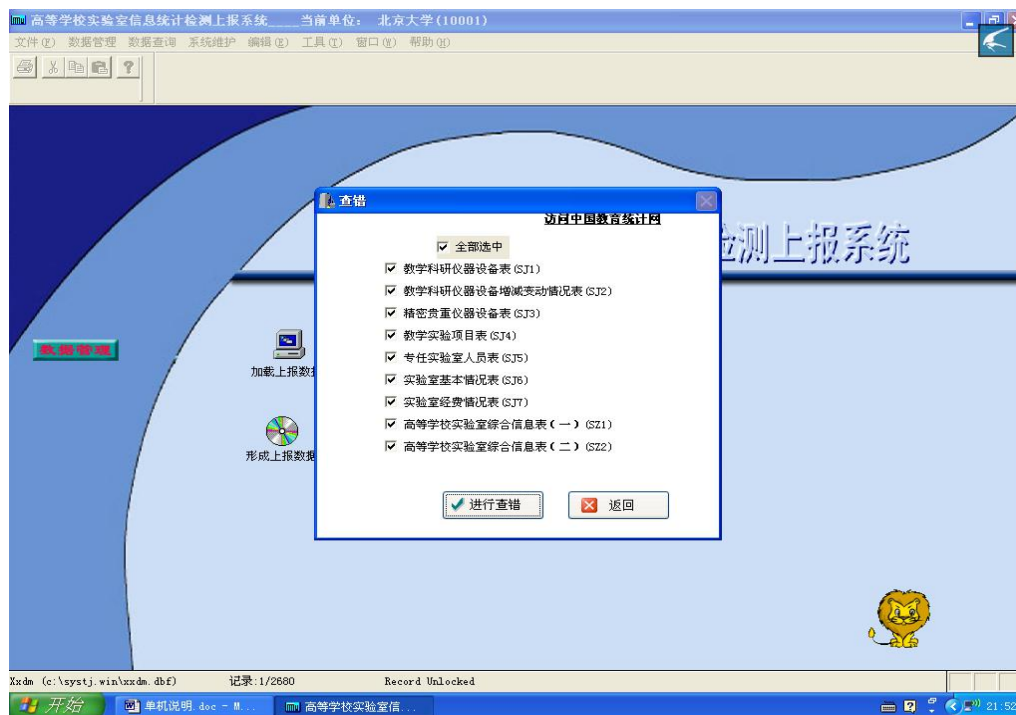 高等学校实验室信息统计检测上报系统____当前单位： 北京大学(10001)
文件(F) 数据管理 数据查询 系统维护 编辑(E) 工具(T) 窗口(W) 帮助(H)
查错
访问中国教育统计网
全部选中
教学科研仪器设备表(SJ1)
教学科研仪器设备增减变动情况表(SJ2)
精密贵重仪器设备表(SJ3)
教学实验项目表(SJ4)
专任实验室人员表(SJ5)
实验室基本情况表(SJ6)
实验室经费情况表(SJ7)
高等学校实验室综合信息表(一)(SZ1)
高等学校实验室综合信息表(二)(SZ2)
进行查错 返回
测上报系统
数据管理
加载上报数
形成上报数据
Xxdm (c:\systj.win\xxdm.dbf) 记录:1/2680 Record Unlocked
开始 单机说明.doc - M... 高等学校实验室信... 21:52